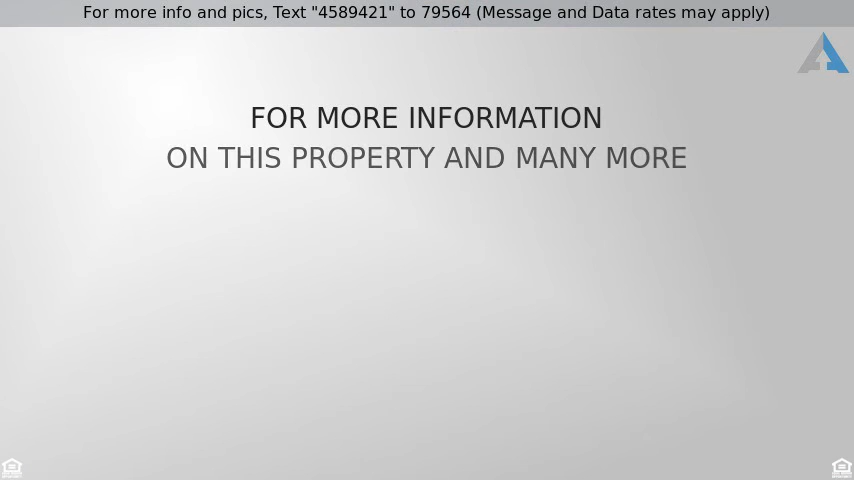 For more info and pics, Text "4589421" to 79564 (Message and Data rates may apply)
FOR MORE INFORMATION
ON THIS PROPERTY AND MANY MORE